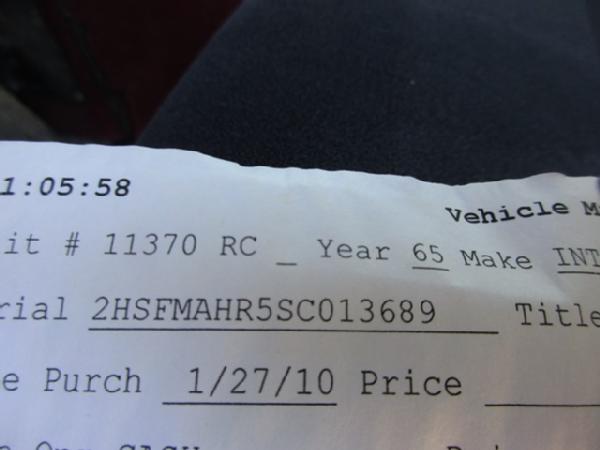 1:05:58
Vehicle M
it # 11370 RC _ Year 65 Make INT
rial 2HSFMAHR5SC013689 Title
e Purch 1/27/10 Price